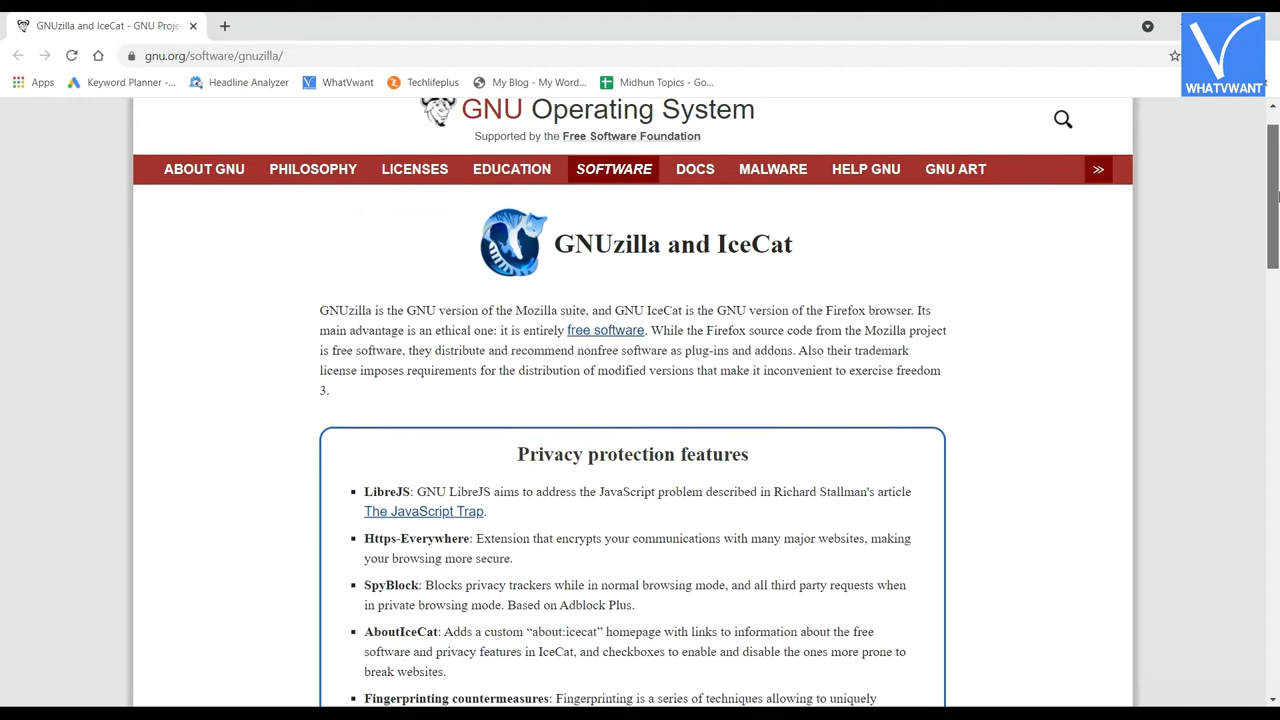 GNUzilla and IceCat - GNU Proje
gnu.org/software/gnuzilla/
Apps
Keyword Planner -...
Headline Analyzer
WhatVwant
Techlifeplus
My Blog - My Word...
Midhun Topics - Go...
WHATVWANT
GNU Operating System
Supported by the Free Software Foundation
ABOUT GNU PHILOSOPHY LICENSES EDUCATION SOFTWARE DOCS MALWARE HELP GNU GNU ART >>
GNUzilla and IceCat
GNUzilla is the GNU version of the Mozilla suite, and GNU IceCat is the GNU version of the Firefox browser. Its
main advantage is an ethical one: it is entirely free software. While the Firefox source code from the Mozilla project
is free software, they distribute and recommend nonfree software as plug-ins and addons. Also their trademark
license imposes requirements for the distribution of modified versions that make it inconvenient to exercise freedom
3.
Privacy protection features
▪ LibreJS: GNU LibreJS aims to address the JavaScript problem described in Richard Stallman's article
The JavaScript Trap.
▪ Https-Everywhere: Extension that encrypts your communications with many major websites, making
your browsing more secure.
▪ SpyBlock: Blocks privacy trackers while in normal browsing mode, and all third party requests when
in private browsing mode. Based on Adblock Plus.
▪ AboutIceCat: Adds a custom “about:icecat” homepage with links to information about the free
software and privacy features in IceCat, and checkboxes to enable and disable the ones more prone to
break websites.
▪ Fingerprinting countermeasures: Fingerprinting is a series of techniques allowing to uniquely